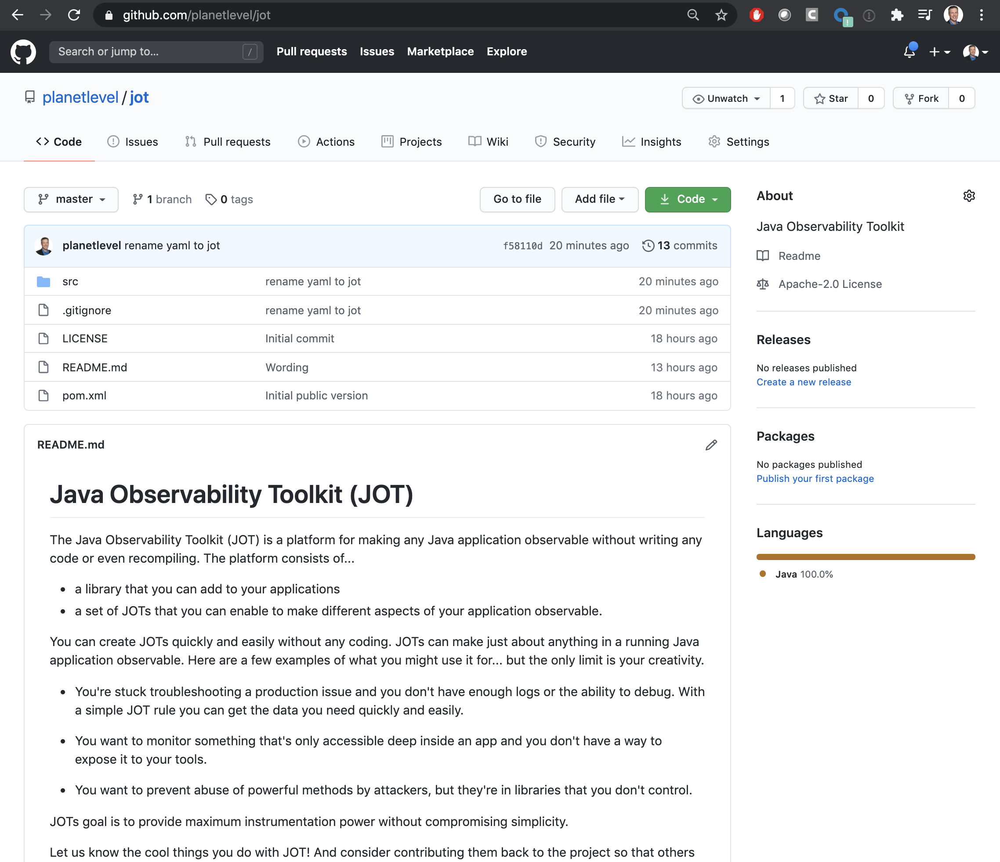 github.com/planetlevel/jot
Search or jump to... /
Pull requests Issues Marketplace Explore
planetlevel / jot
Unwatch 1 Star 0 Fork 0
Code Issues Pull requests Actions Projects Wiki Security Insights Settings
master 1 branch 0 tags Go to file Add file Code
planetlevel rename yaml to jot f58110d 20 minutes ago 13 commits
src rename yaml to jot 20 minutes ago
.gitignore rename yaml to jot 20 minutes ago
LICENSE Initial commit 18 hours ago
README.md Wording 13 hours ago
pom.xml Initial public version 18 hours ago
README.md
Java Observability Toolkit (JOT)
The Java Observability Toolkit (JOT) is a platform for making any Java application observable without writing any
code or even recompiling. The platform consists of...
• a library that you can add to your applications
• a set of JOTs that you can enable to make different aspects of your application observable.
You can create JOTs quickly and easily without any coding. JOTs can make just about anything in a running Java
application observable. Here are a few examples of what you might use it for... but the only limit is your creativity.
• You're stuck troubleshooting a production issue and you don't have enough logs or the ability to debug. With
a simple JOT rule you can get the data you need quickly and easily.
• You want to monitor something that's only accessible deep inside an app and you don't have a way to
expose it to your tools.
• You want to prevent abuse of powerful methods by attackers, but they're in libraries that you don't control.
JOTs goal is to provide maximum instrumentation power without compromising simplicity.
Let us know the cool things you do with JOT! And consider contributing them back to the project so that others
About
Java Observability Toolkit
Readme
Apache-2.0 License
Releases
No releases published
Create a new release
Packages
No packages published
Publish your first package
Languages
Java 100.0%